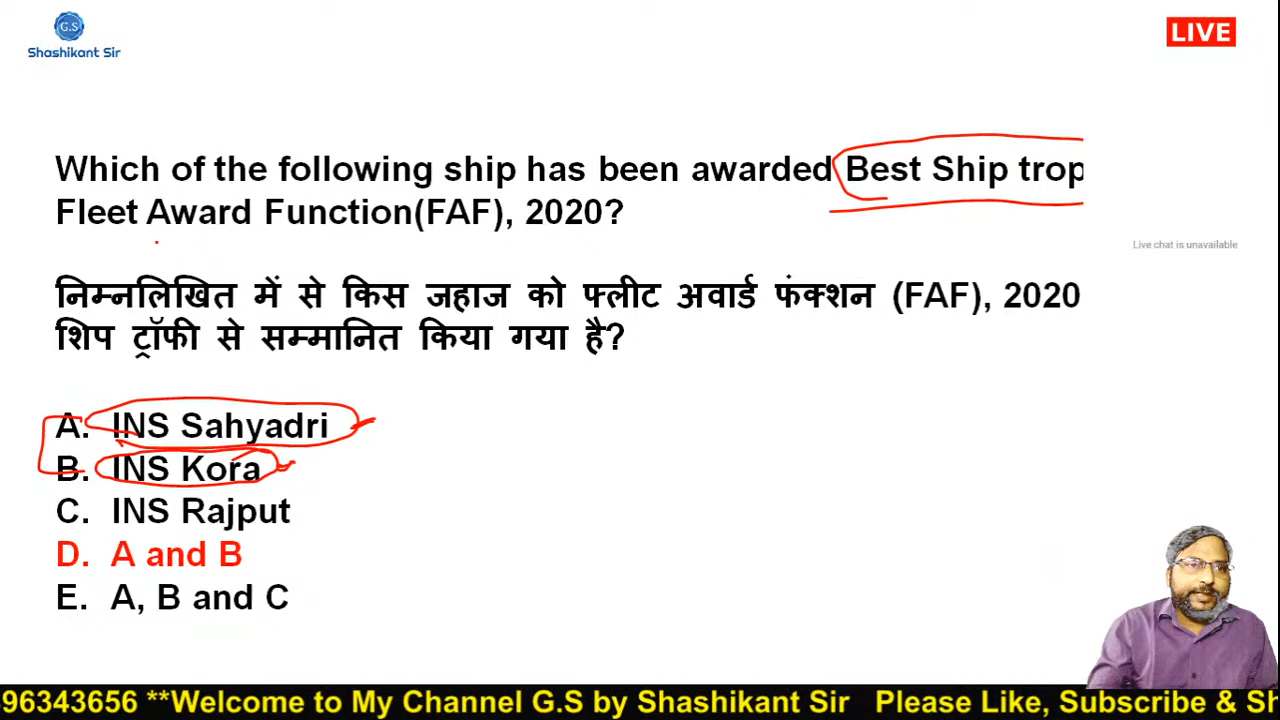 G.S
Shashikant Sir
LIVE
Which of the following ship has been awarded Best Ship trop
Fleet Award Function(FAF), 2020?
Live chat is unavailable
निम्नलिखित में से किस जहाज को फ्लीट अवार्ड फंक्शन (FAF), 2020
शिप ट्रॉफी से सम्मानित किया गया है?
A. INS Sahyadri
B. INS Kora
C. INS Rajput
D. A and B
E. A, B and C
96343656 **Welcome to My Channel G.S by Shashikant Sir Please Like, Subscribe & Sh